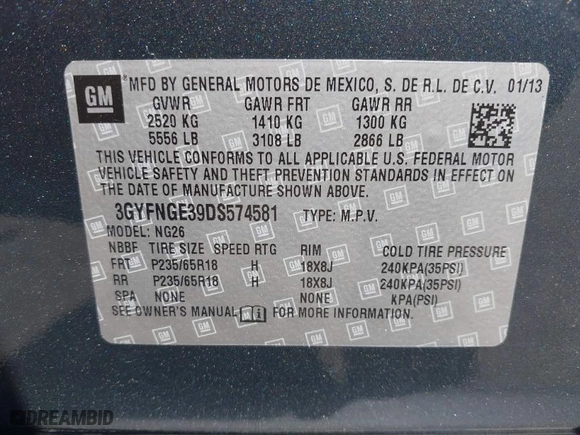 GM MFD BY GENERAL MOTORS DE MEXICO, S. DE R.L. DE C.V. 01/13
GVWR GAWR FRT GAWR RR
2520 KG 1410 KG 1300 KG
5556 LB 3108 LB 2866 LB
THIS VEHICLE CONFORMS TO ALL APPLICABLE U.S. FEDERAL MOTOR
VEHICLE SAFETY AND THEFT PREVENTION STANDARDS IN EFFECT ON THE
DATE OF MANUFACTURE SHOWN ABOVE.
3GYFNGE39DS574581 TYPE: M.P.V.
MODEL: NG26
NBBF TIRE SIZE SPEED RTG RIM COLD TIRE PRESSURE
FRT P235/65R18 H 18X8J 240KPA(35PSI)
RR P235/65R18 H 18X8J 240KPA(35PSI)
SPA NONE NONE KPA(PSI)
SEE OWNER'S MANUAL FOR MORE INFORMATION.
DREAMBID